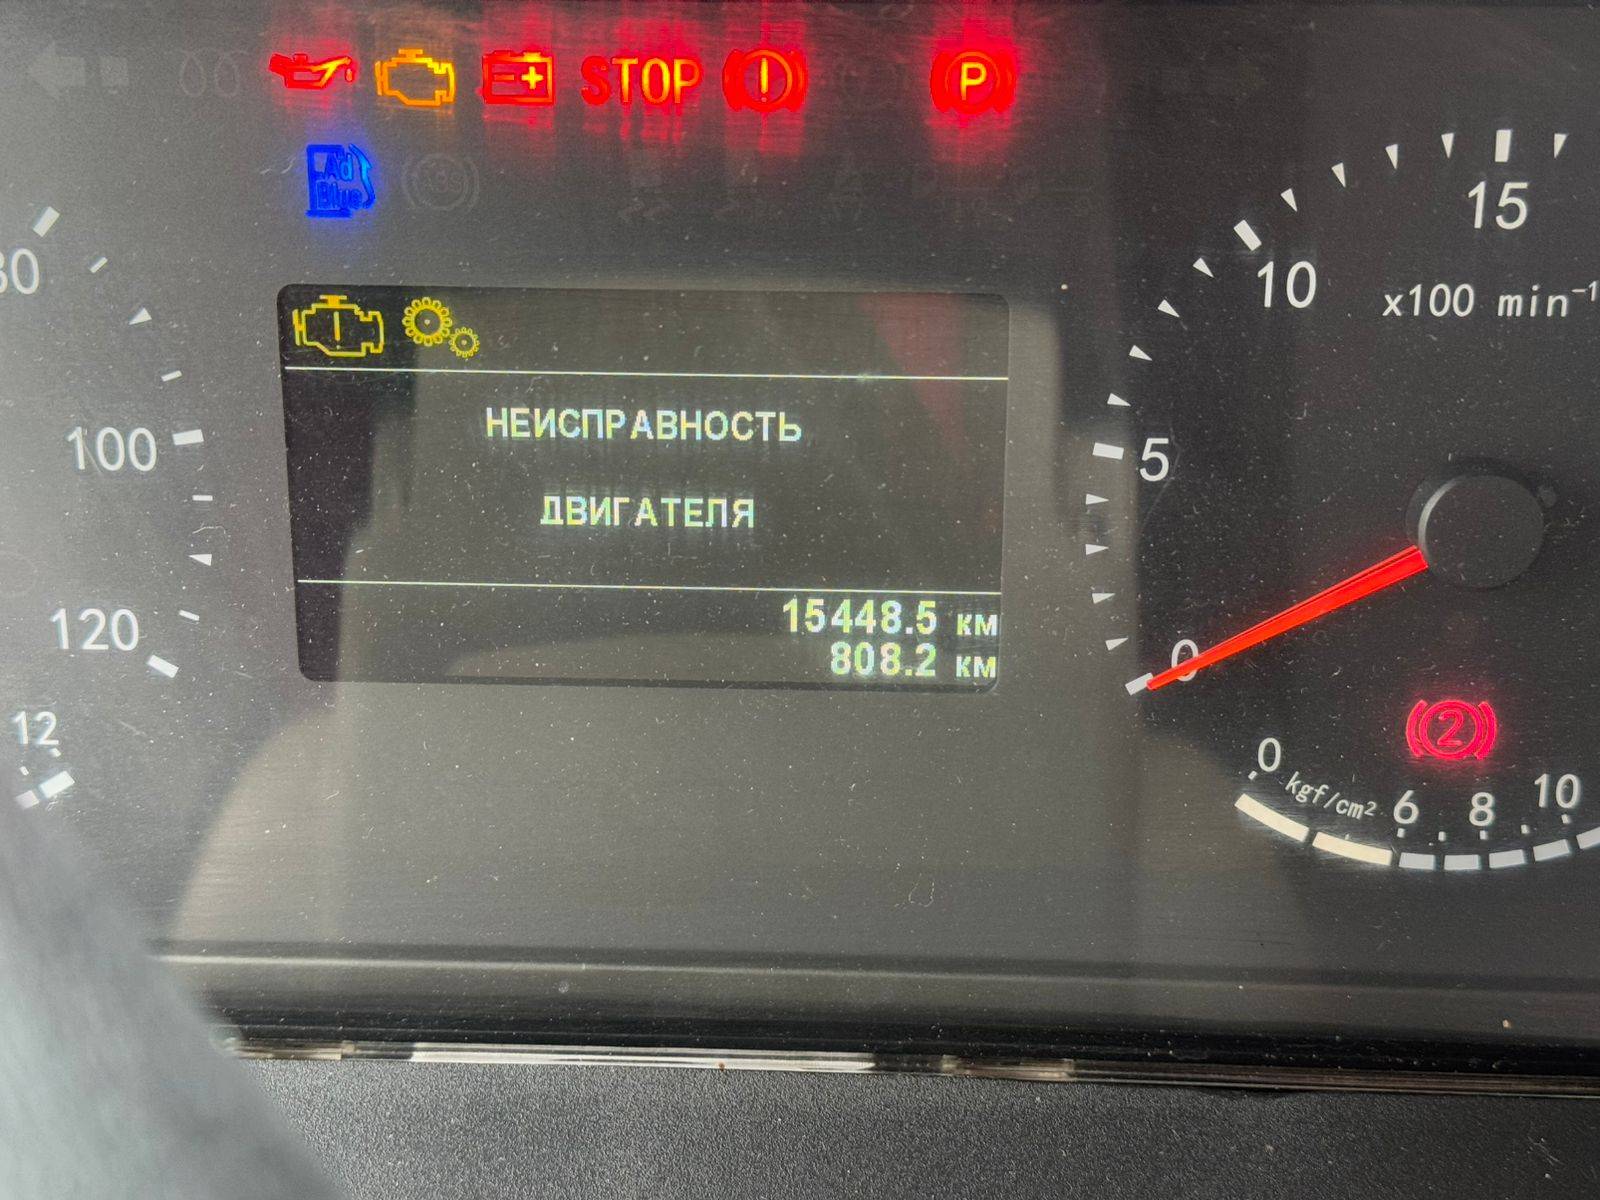 STOP
P
Ad
Blue
100
120
12
НЕИСПРАВНОСТЬ
ДВИГАТЕЛЯ
15448.5 км
808.2 км
15
10
x100 min⁻¹
5
0
2
0
kgf/cm²
6
8
10